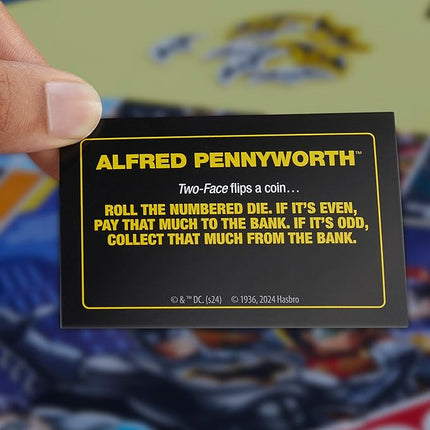 ALFRED PENNYWORTH™
Two-Face flips a coin...
ROLL THE NUMBERED DIE. IF IT'S EVEN,
PAY THAT MUCH TO THE BANK. IF IT'S ODD,
COLLECT THAT MUCH FROM THE BANK.
© & ™ DC. (s24) © 1936, 2024 Hasbro